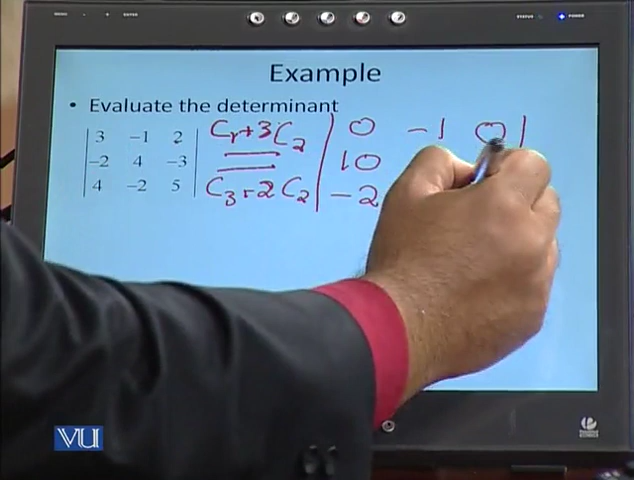 Example
• Evaluate the determinant
| 3 -1 2 | C₁+3C₂ | 0 -1 0 |
| -2 4 -3 | = | 10
| 4 -2 5 | C₃+2C₂ | -2
VU